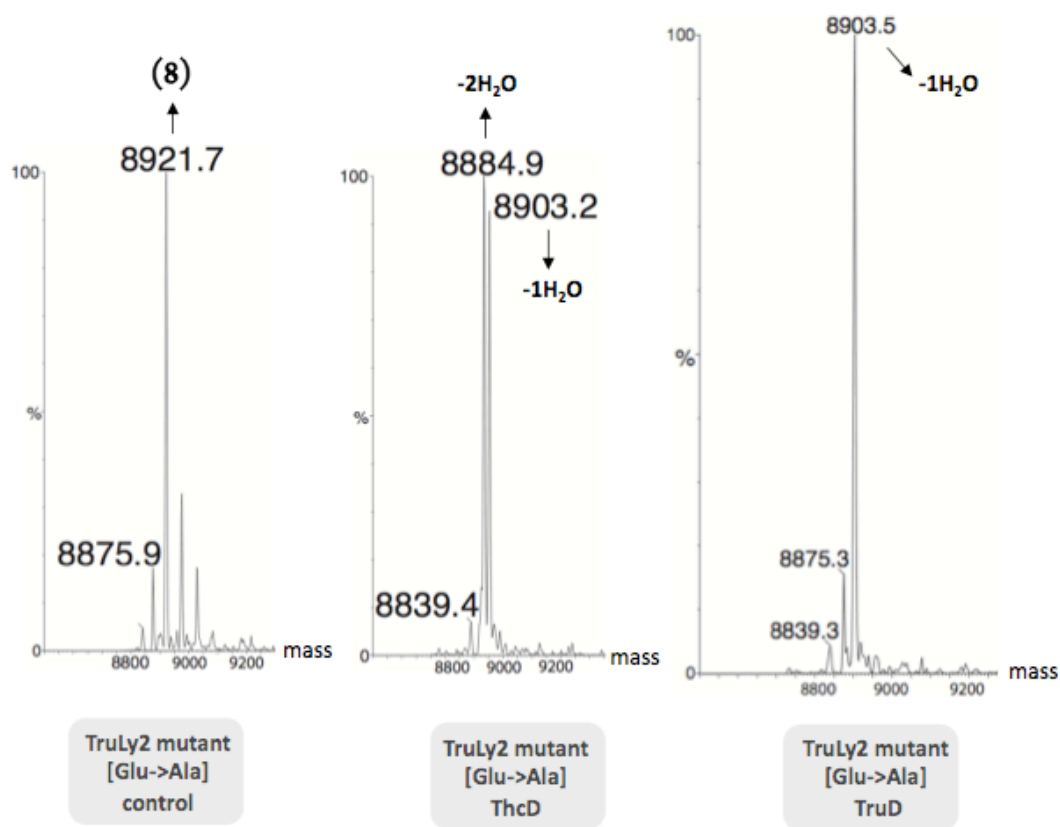 (8)
8921.7
100
8875.9
%
0
8800
9000
9200
mass
TruLy2 mutant
[Glu->Ala]
control
-2H₂O
8884.9
100
8903.2
-1H₂O
%
8839.4
0
8800
9000
9200
mass
TruLy2 mutant
[Glu->Ala]
ThcD
8903.5
100
-1H₂O
%
8875.3
8839.3
0
8800
9000
9200
mass
TruLy2 mutant
[Glu->Ala]
TruD